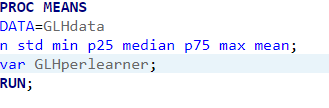 PROC MEANS
DATA=GLHdata
n std min p25 median p75 max mean;
var GLHperlearner;
RUN;